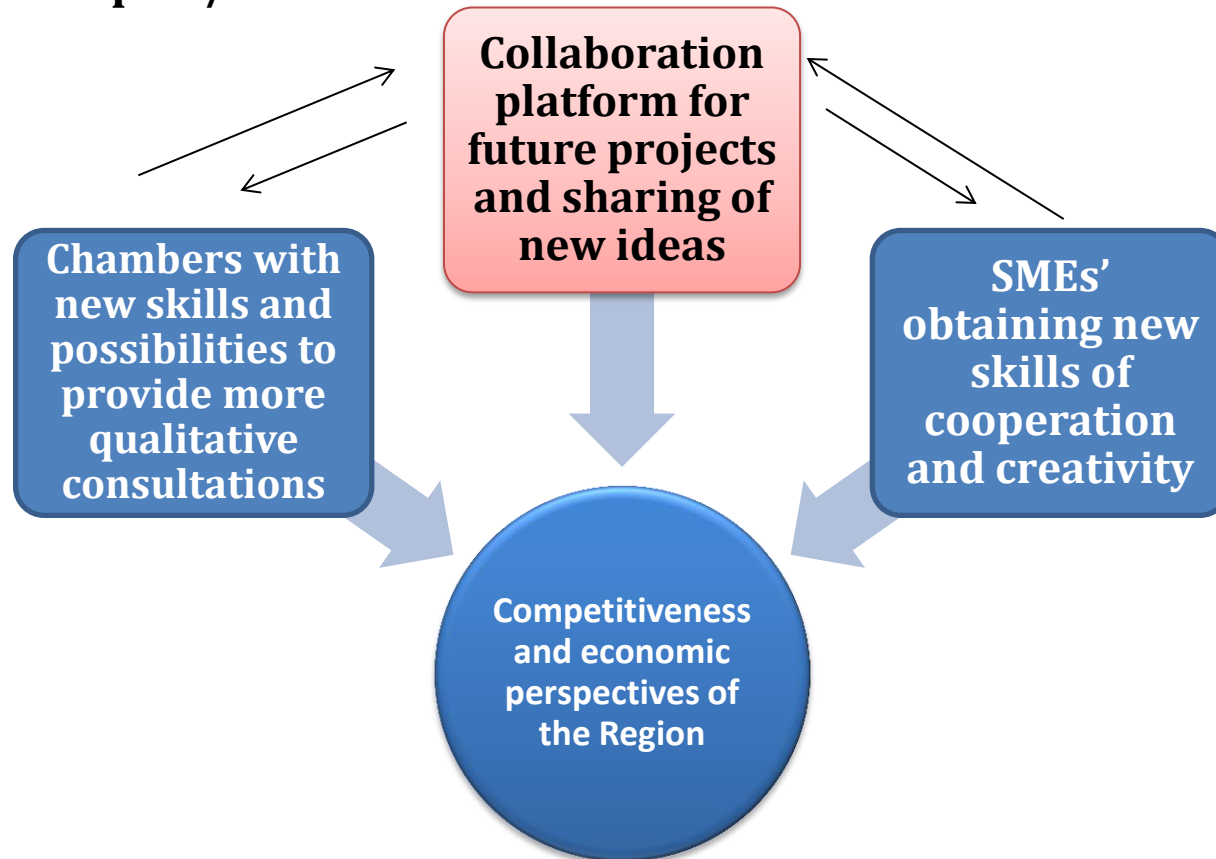 Collaboration
platform for
future projects
and sharing of
new ideas
Chambers with
new skills and
possibilities to
provide more
qualitative
consultations
SMEs’
obtaining new
skills of
cooperation
and creativity
Competitiveness
and economic
perspectives of
the Region